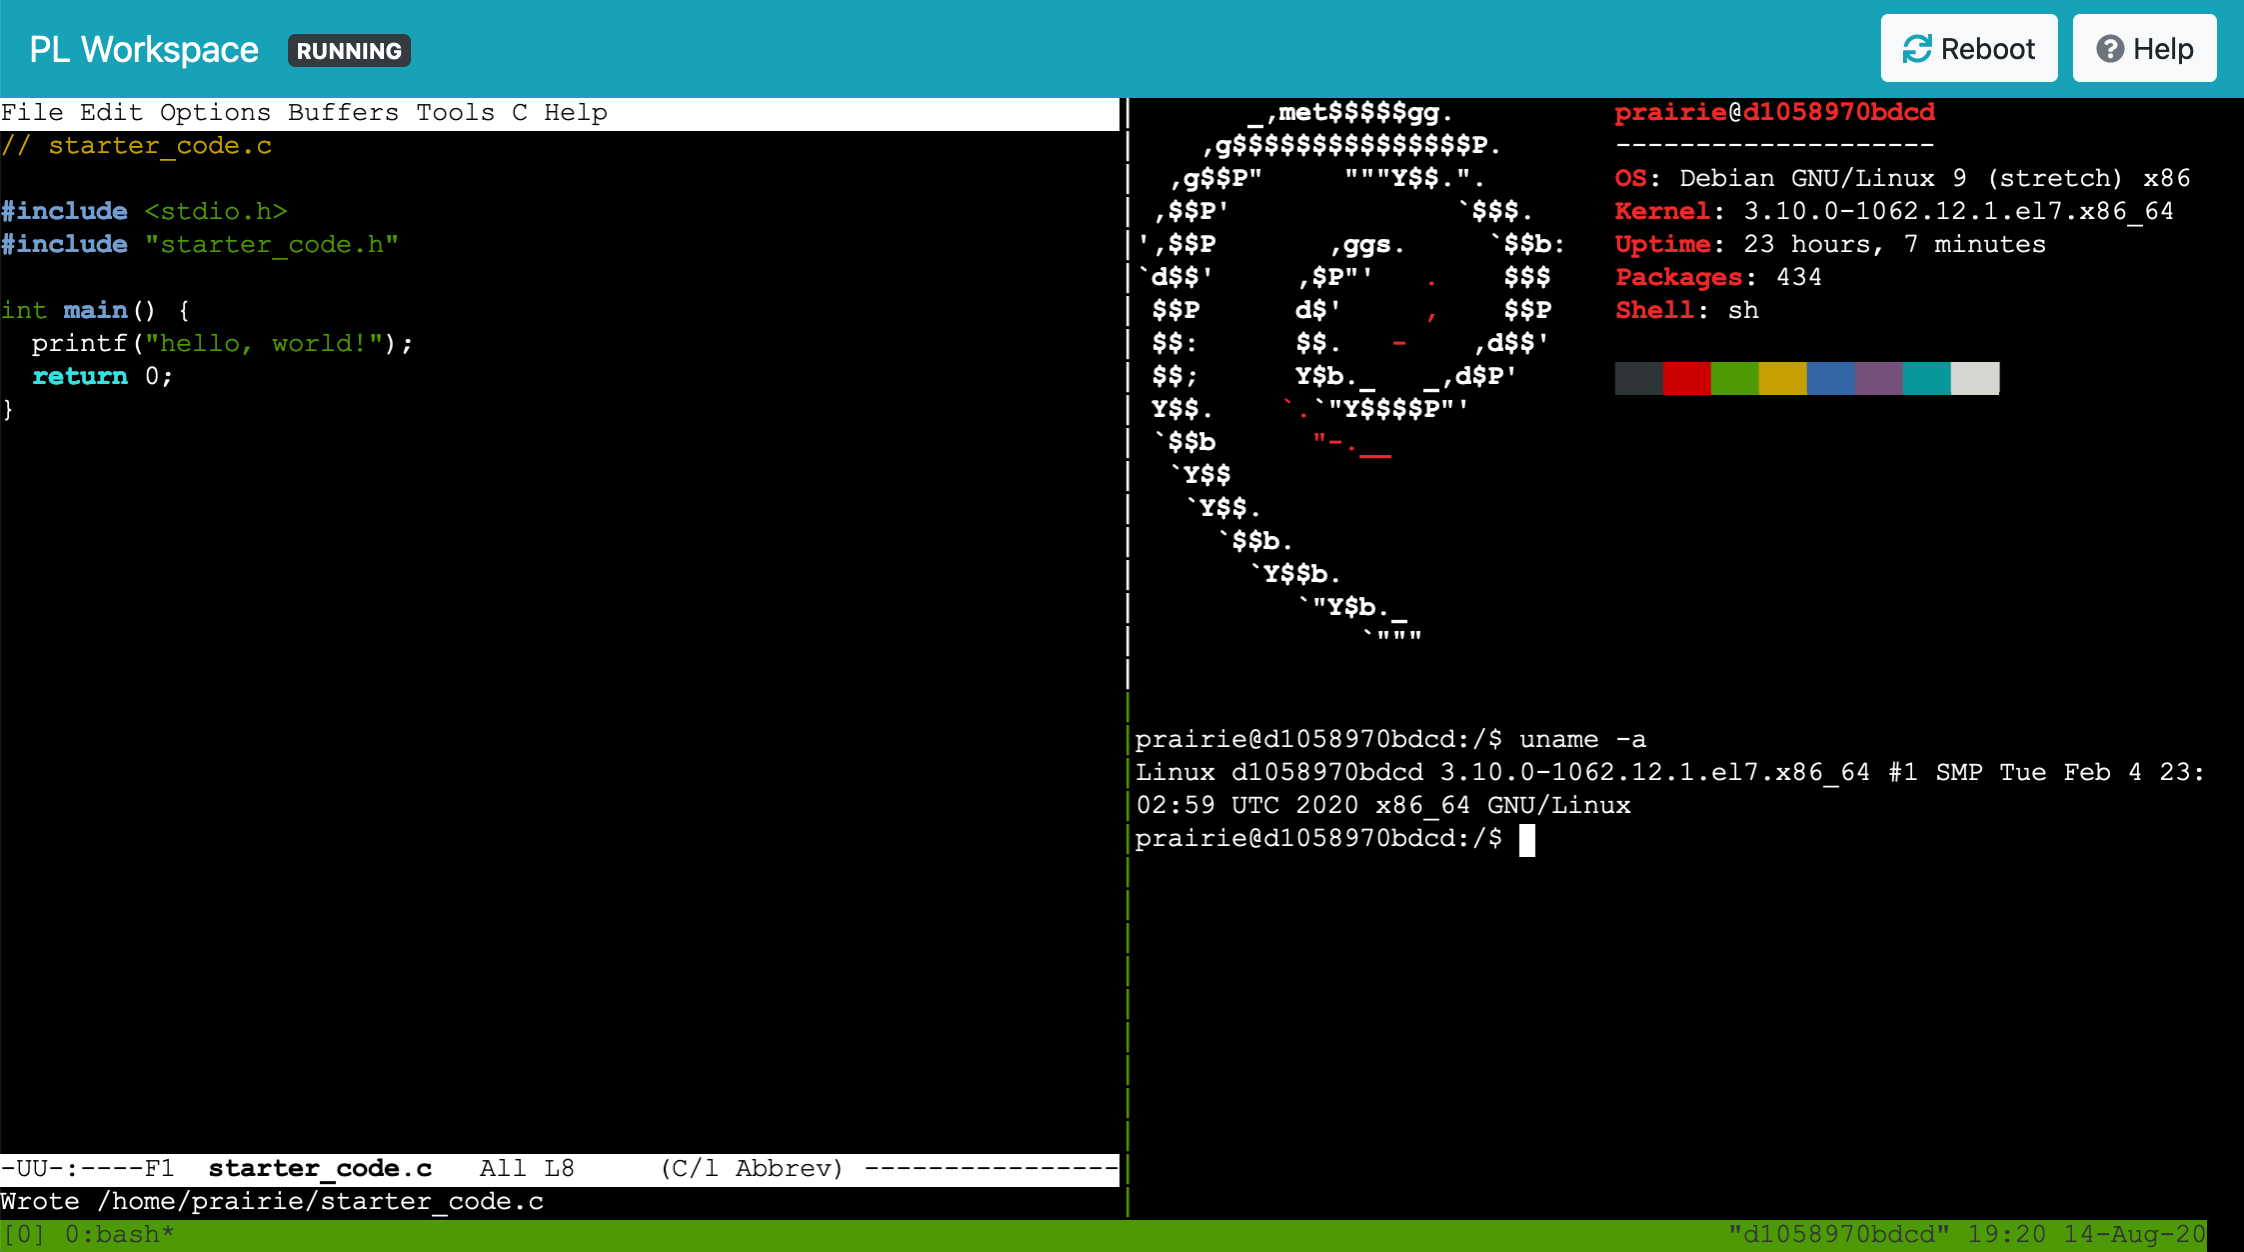 PL Workspace RUNNING Reboot Help
File Edit Options Buffers Tools C Help
// starter_code.c
#include <stdio.h>
#include "starter_code.h"
int main() {
  printf("hello, world!");
  return 0;
}
-UU-:----F1  starter_code.c   All L8     (C/l Abbrev) ----------------
Wrote /home/prairie/starter_code.c
       _,met$$$$$gg.
    ,g$$$$$$$$$$$$$$$P.
  ,g$$P"     """Y$$.".
 ,$$P'              `$$$.
',$$P       ,ggs.     `$$b:
`d$$'     ,$P"'   .    $$$
 $$P      d$'     ,    $$P
 $$:      $$.   -    ,d$$'
 $$;      Y$b._   _,d$P'
 Y$$.    `.`"Y$$$$P"'
 `$$b      "-.__
  `Y$$
   `Y$$.
     `$$b.
       `Y$$b.
          `"Y$b._
              `"""
prairie@d1058970bdcd
--------------------
OS: Debian GNU/Linux 9 (stretch) x86
Kernel: 3.10.0-1062.12.1.el7.x86_64
Uptime: 23 hours, 7 minutes
Packages: 434
Shell: sh
prairie@d1058970bdcd:/$ uname -a
Linux d1058970bdcd 3.10.0-1062.12.1.el7.x86_64 #1 SMP Tue Feb 4 23:
02:59 UTC 2020 x86_64 GNU/Linux
prairie@d1058970bdcd:/$
[0] 0:bash* "d1058970bdcd" 19:20 14-Aug-20